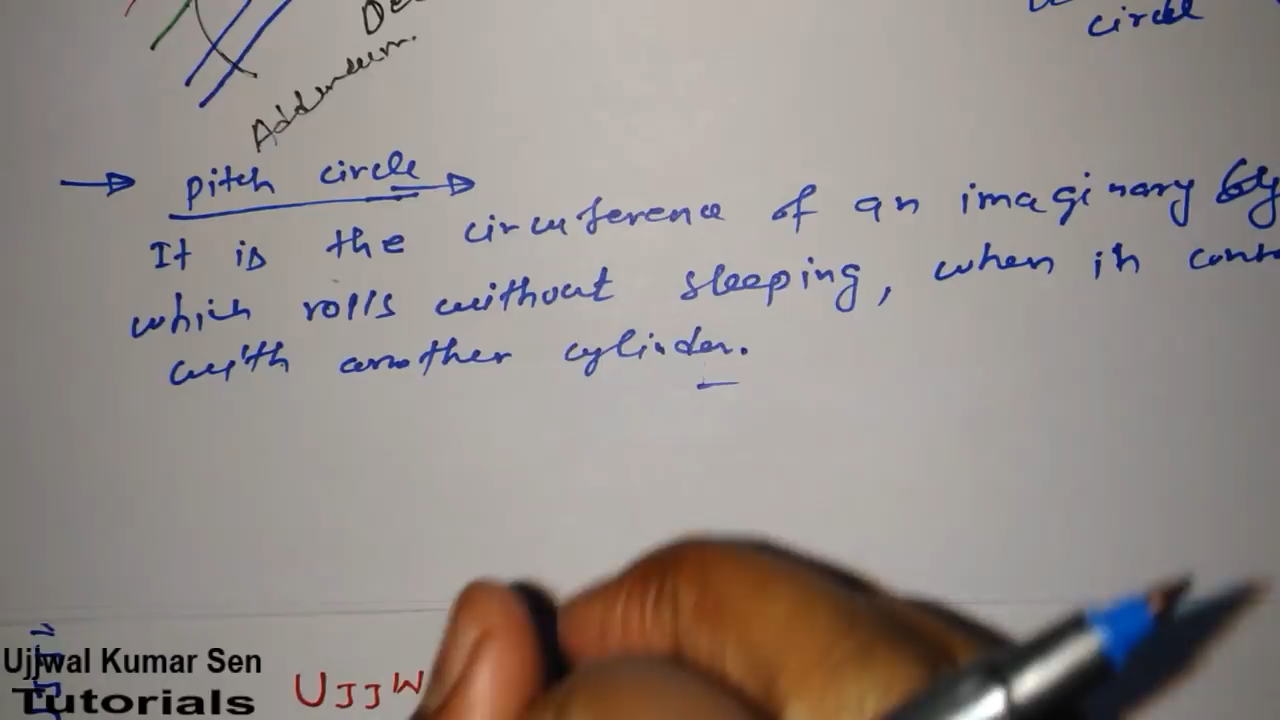 circle
Addendum.
→ pitch circle →
It is the circumference of an imaginary
which rolls without sleeping, when in
with another cylinder.
Ujjwal Kumar Sen
Tutorials
UJJW